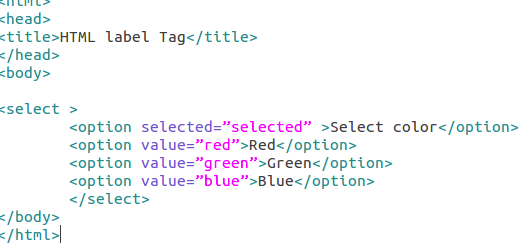 <html>
<head>
<title>HTML label Tag</title>
</head>
<body>
<select >
<option selected=”selected” >Select color</option>
<option value=”red”>Red</option>
<option value=”green”>Green</option>
<option value=”blue”>Blue</option>
</select>
</body>
</html>